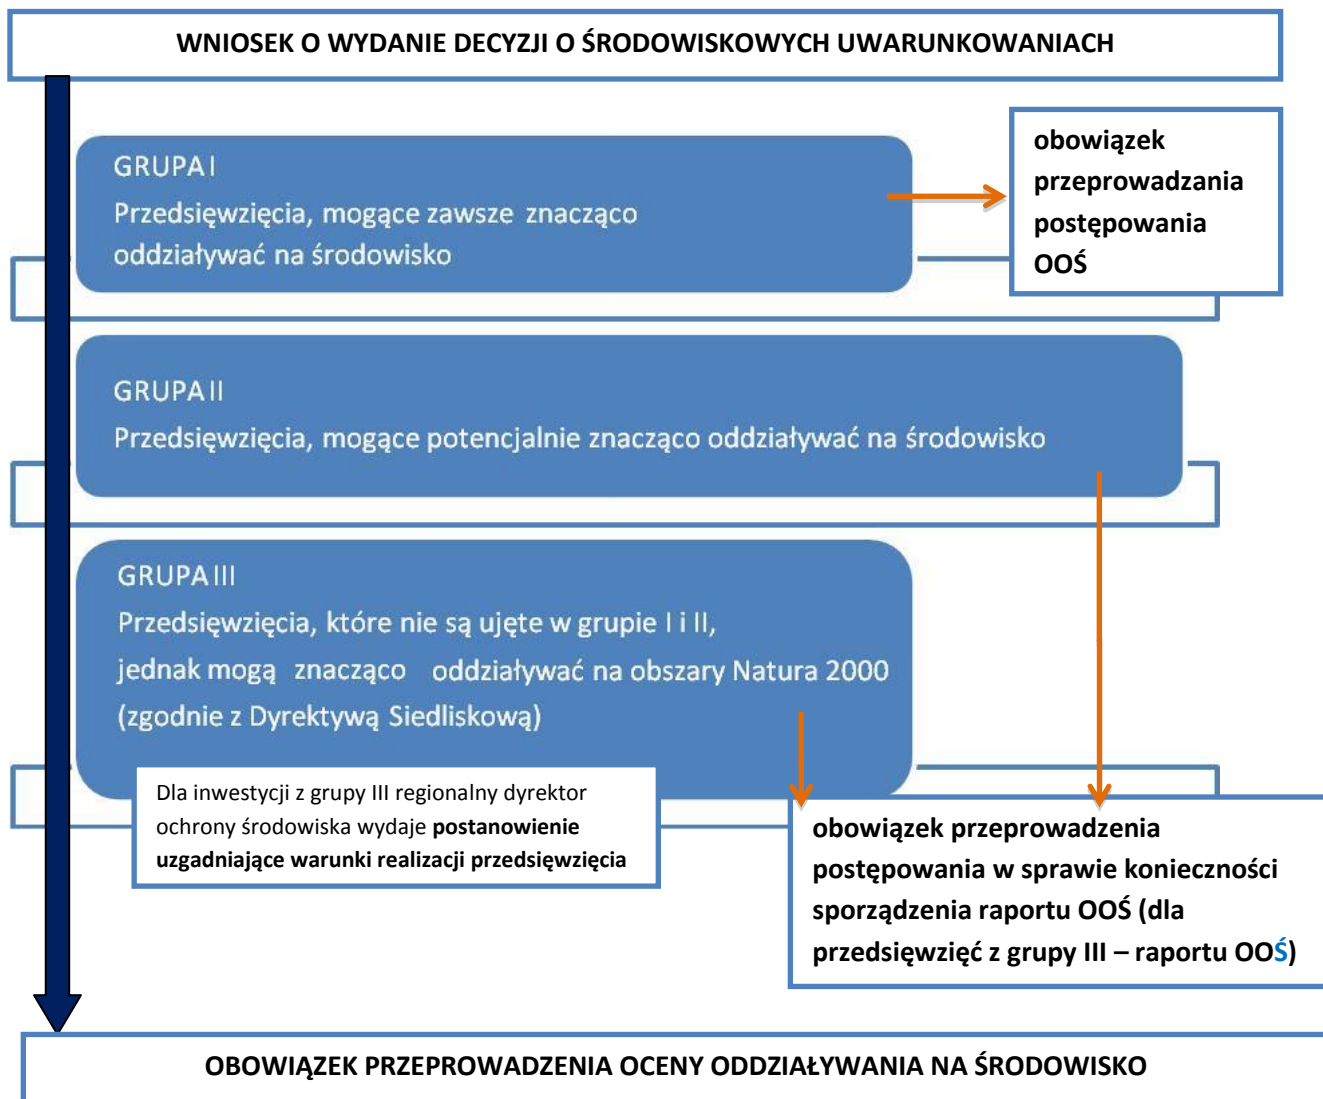 WNIOSEK O WYDANIE DECYZJI O ŚRODOWISKOWYCH UWARUNKOWANIACH
GRUPA I
Przedsięwzięcia, mogące zawsze znacząco
oddziaływać na środowisko
obowiązek
przeprowadzania
postępowania
OOŚ
GRUPA II
Przedsięwzięcia, mogące potencjalnie znacząco oddziaływać na środowisko
GRUPA III
Przedsięwzięcia, które nie są ujęte w grupie I i II,
jednak mogą znacząco oddziaływać na obszary Natura 2000
(zgodnie z Dyrektywą Siedliskową)
Dla inwestycji z grupy III regionalny dyrektor
ochrony środowiska wydaje postanowienie
uzgadniające warunki realizacji przedsięwzięcia
obowiązek przeprowadzenia
postępowania w sprawie konieczności
sporządzenia raportu OOŚ (dla
przedsięwzięć z grupy III – raportu OOŚ)
OBOWIĄZEK PRZEPROWADZENIA OCENY ODDZIAŁYWANIA NA ŚRODOWISKO